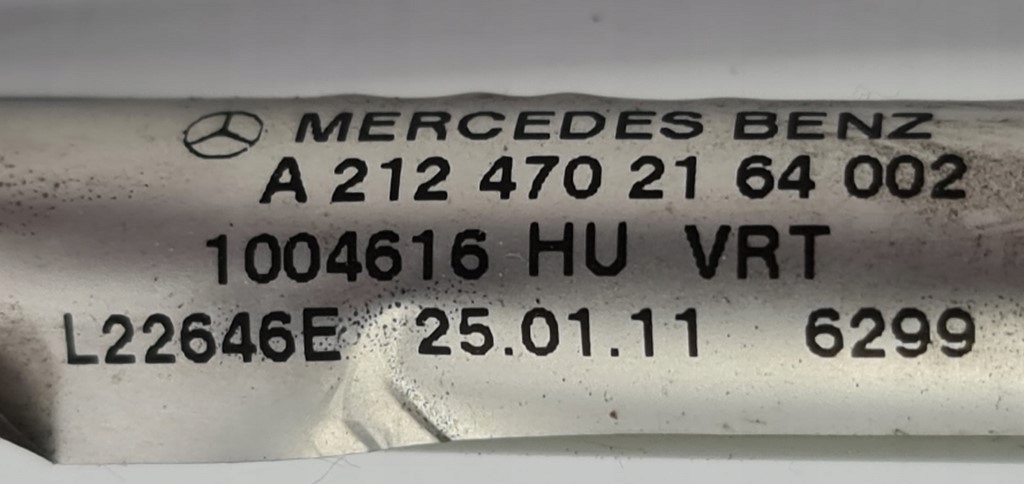 MERCEDES BENZ
A 212 470 21 64 002
1004616 HU VRT
L22646E 25.01.11 6299